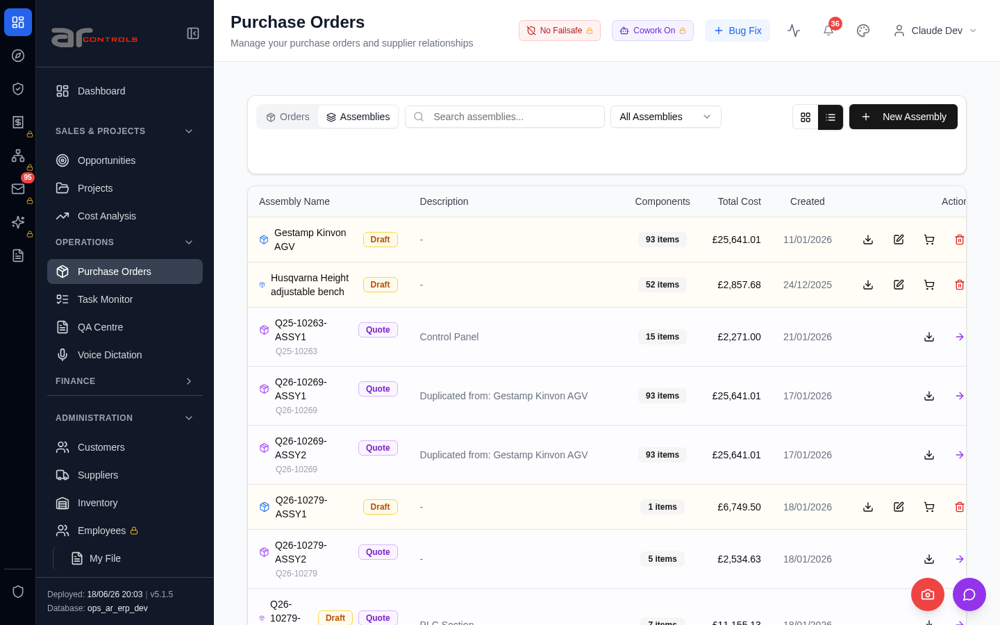 ar CONTROLS
Dashboard
SALES & PROJECTS
Opportunities
Projects
Cost Analysis
OPERATIONS
Purchase Orders
Task Monitor
QA Centre
Voice Dictation
FINANCE
ADMINISTRATION
Customers
Suppliers
Inventory
Employees
My File
Deployed: 18/06/26 20:03 | v5.1.5
Database: ops_ar_erp_dev
95
Purchase Orders
Manage your purchase orders and supplier relationships
No Failsafe
Cowork On
Bug Fix
36
Claude Dev
Orders
Assemblies
Search assemblies...
All Assemblies
New Assembly
Assembly Name Description Components Total Cost Created Action
Gestamp Kinvon AGV Draft - 93 items £25,641.01 11/01/2026
Husqvarna Height adjustable bench Draft - 52 items £2,857.68 24/12/2025
Q25-10263-ASSY1 Quote Control Panel 15 items £2,271.00 21/01/2026
Q25-10263
Q26-10269-ASSY1 Quote Duplicated from: Gestamp Kinvon AGV 93 items £25,641.01 17/01/2026
Q26-10269
Q26-10269-ASSY2 Quote Duplicated from: Gestamp Kinvon AGV 93 items £25,641.01 17/01/2026
Q26-10269
Q26-10279-ASSY1 Draft - 1 items £6,749.50 18/01/2026
Q26-10279-ASSY2 Quote - 5 items £2,534.63 18/01/2026
Q26-10279
Q26-10279- Draft Quote PLC Section 7 items £11,155.13 18/01/2026